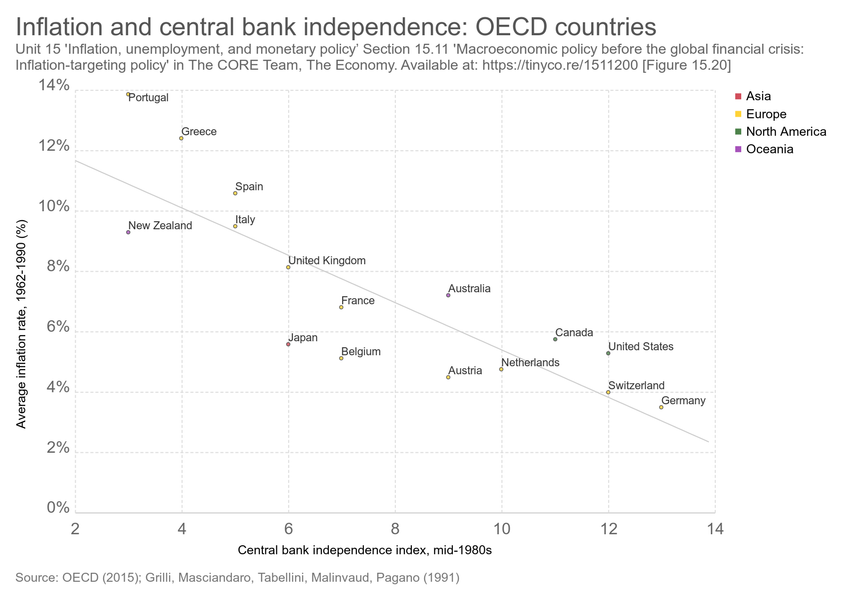 Inflation and central bank independence: OECD countries
Unit 15 'Inflation, unemployment, and monetary policy' Section 15.11 'Macroeconomic policy before the global financial crisis:
Inflation-targeting policy' in The CORE Team, The Economy. Available at: https://tinyco.re/1511200 [Figure 15.20]
14%
Portugal
Asia
Europe
North America
Oceania
Greece
12%
Spain
10%
Italy
New Zealand
8%
United Kingdom
Australia
France
6%
Canada
Japan
United States
Belgium
Netherlands
Austria
4%
Switzerland
Germany
2%
0%
Average inflation rate, 1962-1990 (%)
2 4 6 8 10 12 14
Central bank independence index, mid-1980s
Source: OECD (2015); Grilli, Masciandaro, Tabellini, Malinvaud, Pagano (1991)